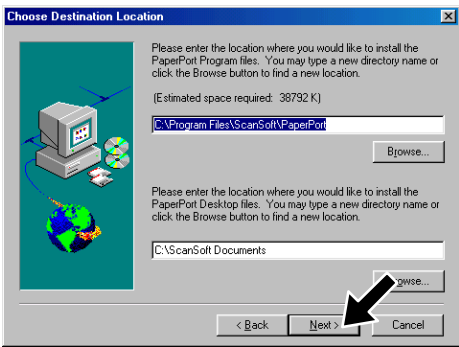 Choose Destination Location
Please enter the location where you would like to install the
PaperPort Program files. You may type a new directory name or
click the Browse button to find a new location.
(Estimated space required: 38792 K)
C:\Program Files\ScanSoft\PaperPort
Browse...
Please enter the location where you would like to install the
PaperPort Desktop files. You may type a new directory name or
click the Browse button to find a new location.
C:\ScanSoft Documents
< Back Next > Cancel